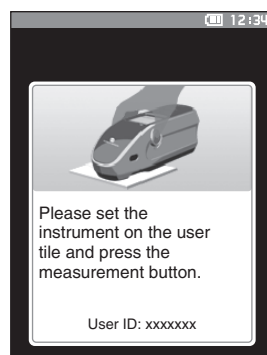 12:34
Please set the
instrument on the user
tile and press the
measurement button.
User ID: xxxxxxx